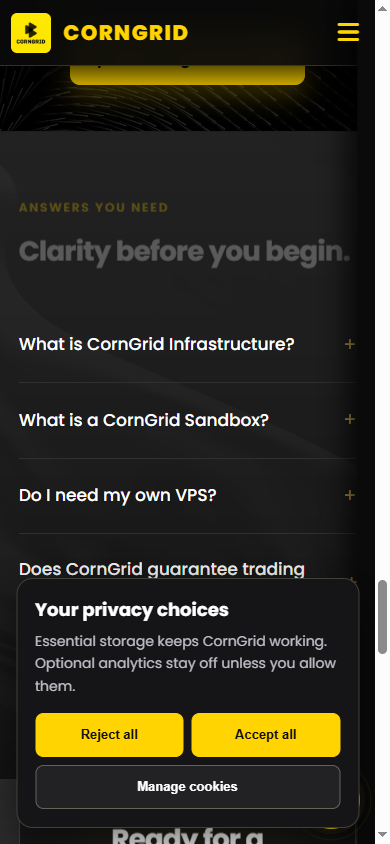 CORNGRID
CORNGRID
ANSWERS YOU NEED
Clarity before you begin.
What is CornGrid Infrastructure?
+
What is a CornGrid Sandbox?
+
Do I need my own VPS?
+
Does CornGrid guarantee trading
Your privacy choices
Essential storage keeps CornGrid working.
Optional analytics stay off unless you allow
them.
Reject all
Accept all
Manage cookies
Ready for a